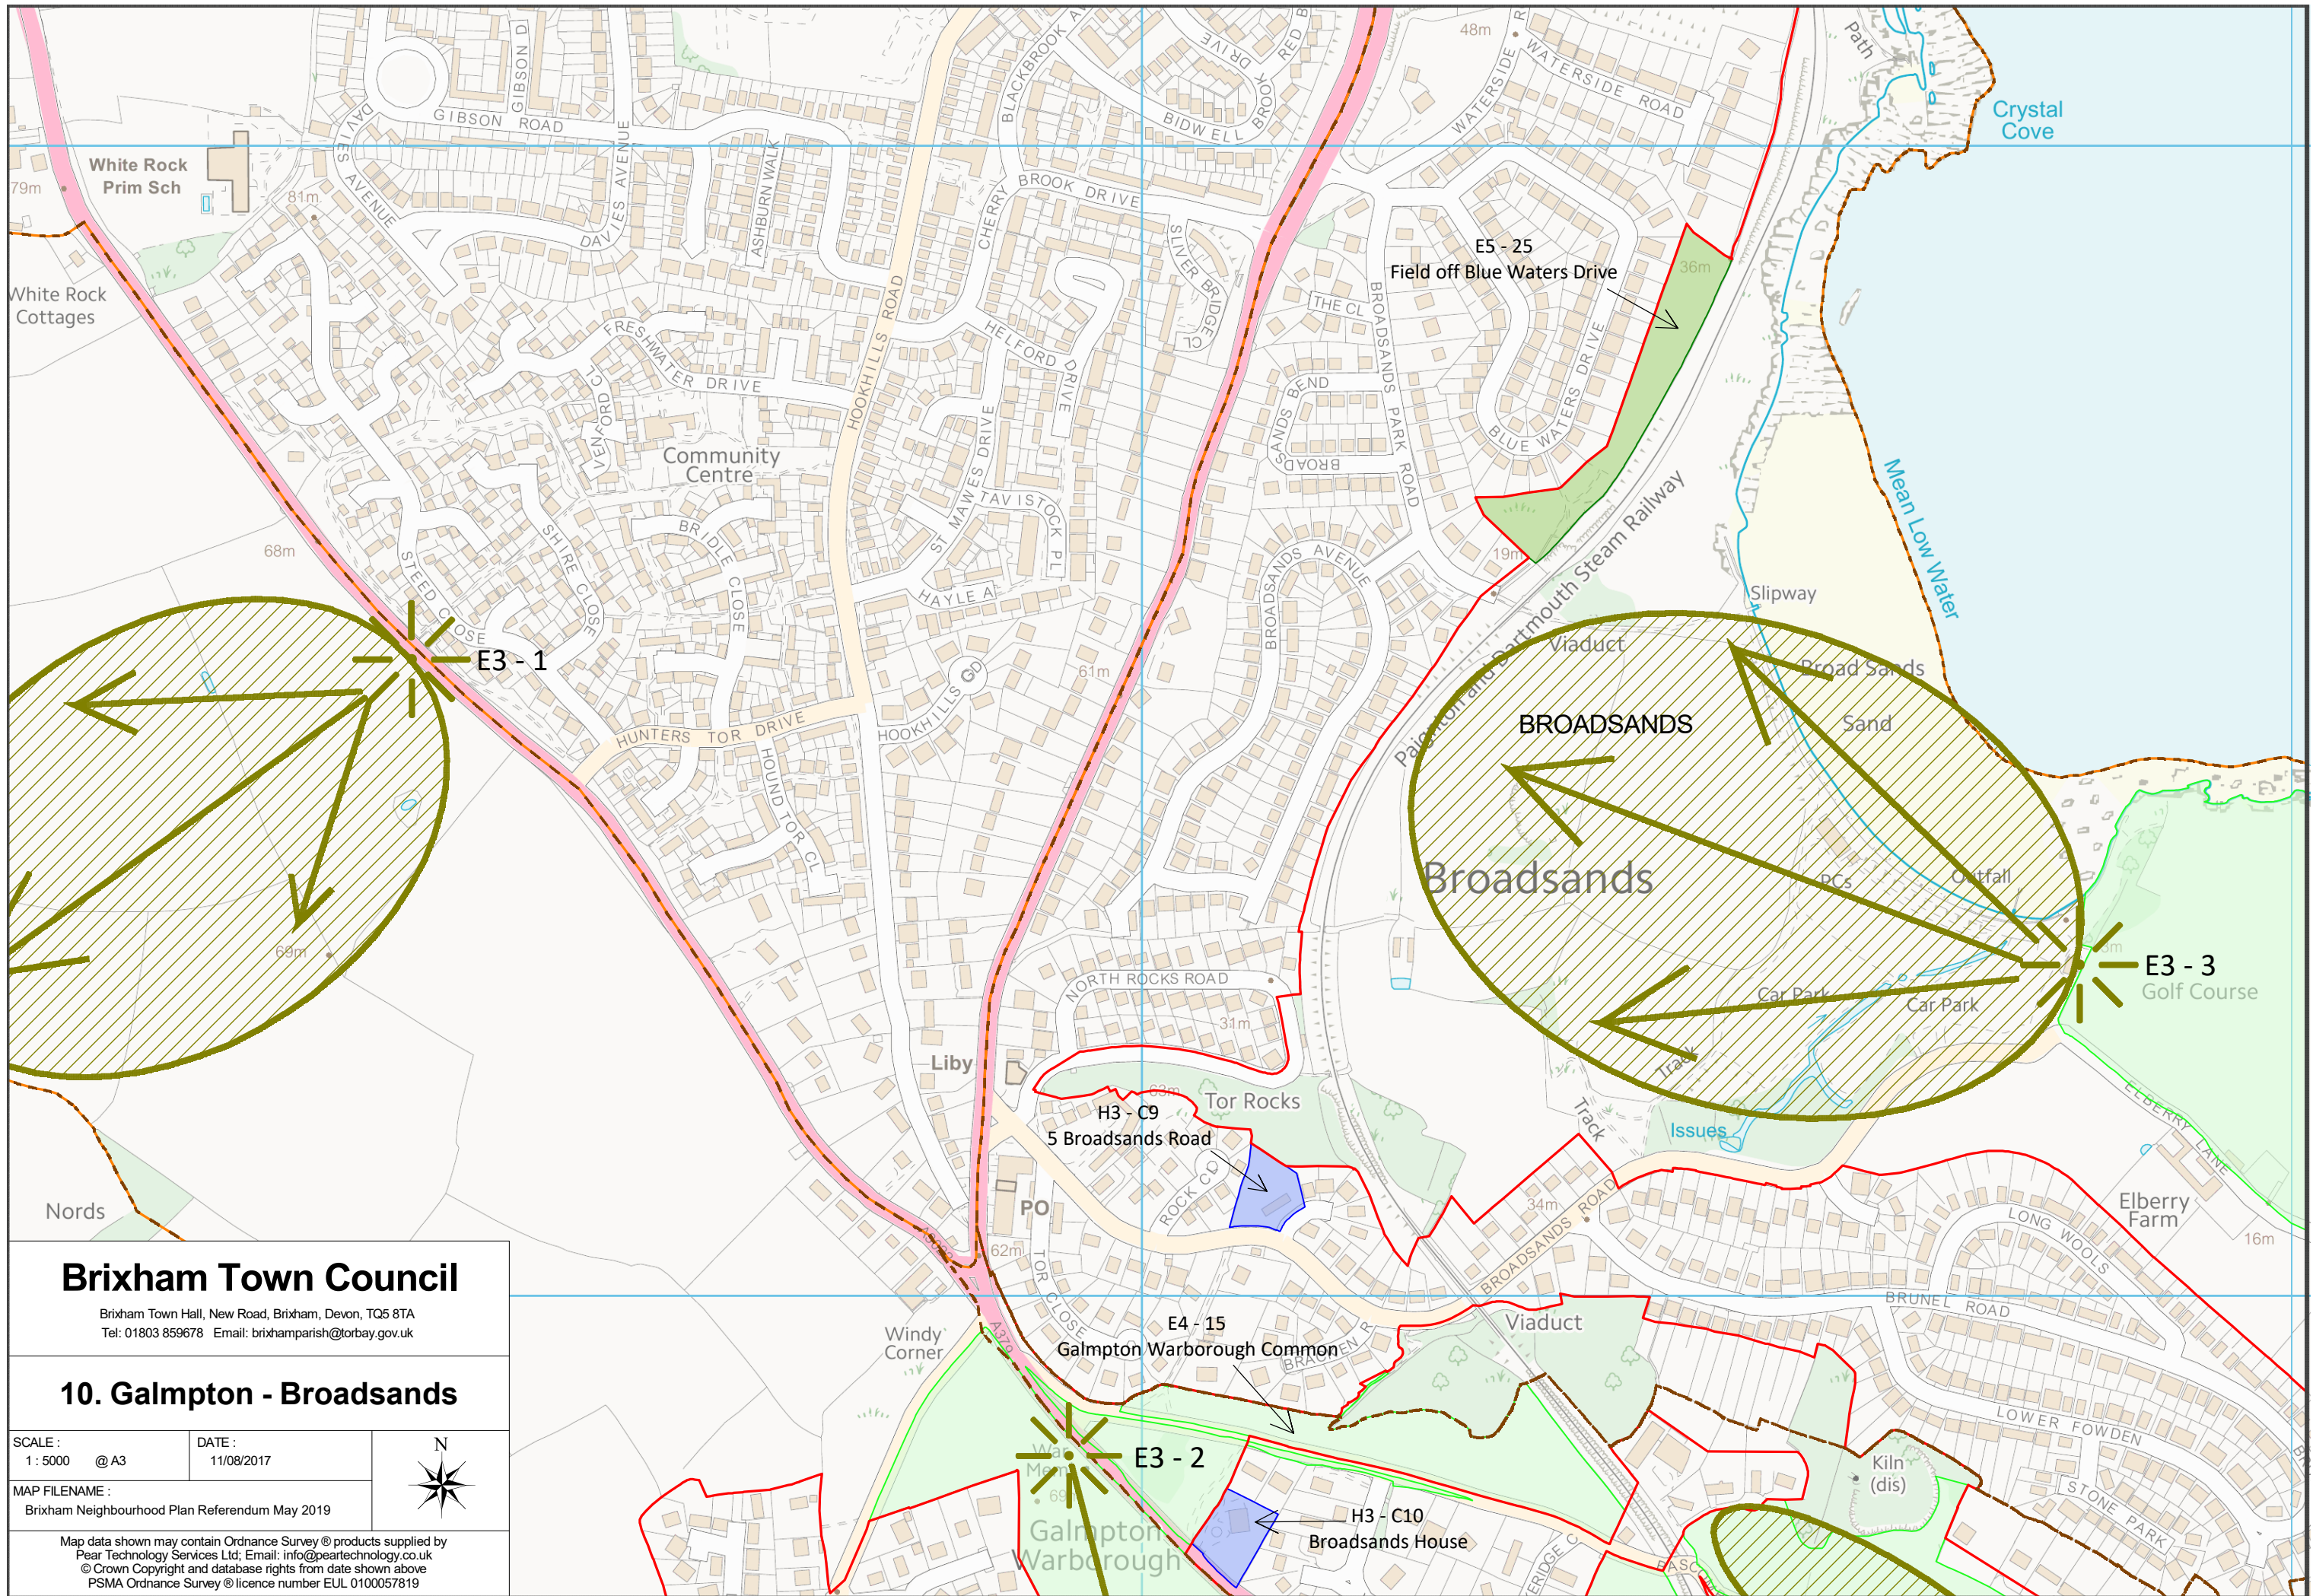 Path
48m
WATERSIDE R
WATERSIDE ROAD
Crystal
Cove
GIBSON D
GIBSON ROAD
DAVIES AVENUE
DAVIES AVENUE
DAVIES
ASHBURN WALK
BLACKBROOK AV
DRIVE
RED B
BROOK
BIDWELL BROOK
CHERRY
BROOK DRIVE
SLIVER BRIDGE
CL
White Rock
Prim Sch
79m
81m
White Rock
Cottages
HOOKHILLS ROAD
E5 - 25
Field off Blue Waters Drive
36m
THE CL
BROADSANDS PARK ROAD
BLUE WATERS DRIVE
BROADSANDS BEND
FRESHWATER DRIVE
VENFORD CL
HELFORD DRIVE
ST MAWES DRIVE
TAVISTOCK PL
HAYLE A
Community
Centre
BRIDLE CLOSE
SHIRE CLOSE
STEED CLOSE
68m
Mean Low Water
19m
Paignton and Dartmouth Steam Railway
BROADSANDS AVENUE
Slipway
Viaduct
Broad Sands
Sand
BROADSANDS
Broadsands
E3 - 1
61m
HOOKHILLS GD
HUNTERS TOR DRIVE
HOUND TOR CL
PCs
Outfall
69m
E3 - 3
Golf Course
Car Park
Car Park
NORTH ROCKS ROAD
31m
Liby
63m
Tor Rocks
Track
Track
Issues
H3 - C9
5 Broadsands Road
ROCK CL
PO
ELBERRY LANE
Elberry
Farm
16m
34m
BROADSANDS ROAD
LONG WOOLS
BRUNEL ROAD
Nords
62m
TOR CLOSE
A3022
A379
Windy
Corner
E4 - 15
Galmpton Warborough Common
BRACKEN R
Viaduct
LOWER FOWDEN
Kiln
(dis)
STONE PARK
E3 - 2
Galmpton
Warborough
H3 - C10
Broadsands House
ERIDGE C
Brixham Town Council
Brixham Town Hall, New Road, Brixham, Devon, TQ5 8TA
Tel: 01803 859678 Email: brixhamparish@torbay.gov.uk
10. Galmpton - Broadsands
SCALE :
1 : 5000 @ A3
DATE :
11/08/2017
N
MAP FILENAME :
Brixham Neighbourhood Plan Referendum May 2019
Map data shown may contain Ordnance Survey ® products supplied by
Pear Technology Services Ltd; Email: info@peartechnology.co.uk
© Crown Copyright and database rights from date shown above
PSMA Ordnance Survey ® licence number EUL 0100057819